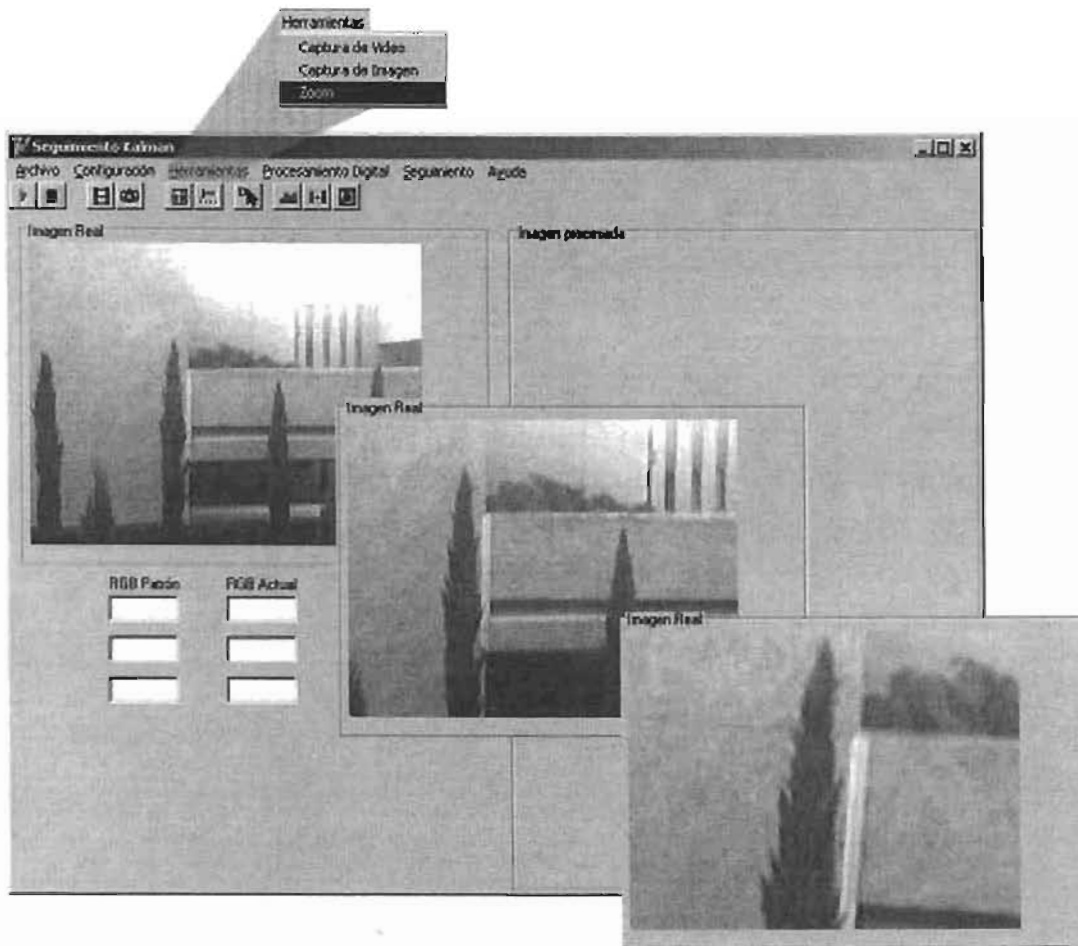 Herramientas
Captura de Video
Captura de Imagen
Zoom
Seguimiento Kalman
Archivo Configuración Herramientas Procesamiento Digital Seguimiento Ayuda
Imagen Real
Imagen procesada
Imagen Real
RGB Patrón RGB Actual
Imagen Real